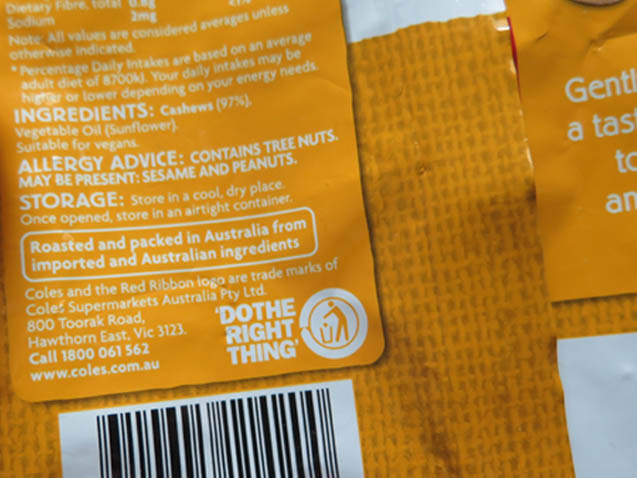 Dietary Fibre, total 0.8g 27%
Sodium 2mg
Note: All values are considered averages unless
otherwise indicated.
* Percentage Daily Intakes are based on an average
adult diet of 8700kJ. Your daily intakes may be
higher or lower depending on your energy needs.
INGREDIENTS: Cashews (97%),
Vegetable Oil (Sunflower).
Suitable for vegans.
ALLERGY ADVICE: CONTAINS TREE NUTS.
MAY BE PRESENT: SESAME AND PEANUTS.
STORAGE: Store in a cool, dry place.
Once opened, store in an airtight container.
Roasted and packed in Australia from
imported and Australian ingredients
Coles and the Red Ribbon logo are trade marks of
Coles Supermarkets Australia Pty Ltd.
800 Toorak Road,
Hawthorn East, Vic 3123.
Call 1800 061 562
www.coles.com.au
'DO THE
RIGHT
THING'
Gentl
a tas
to
an